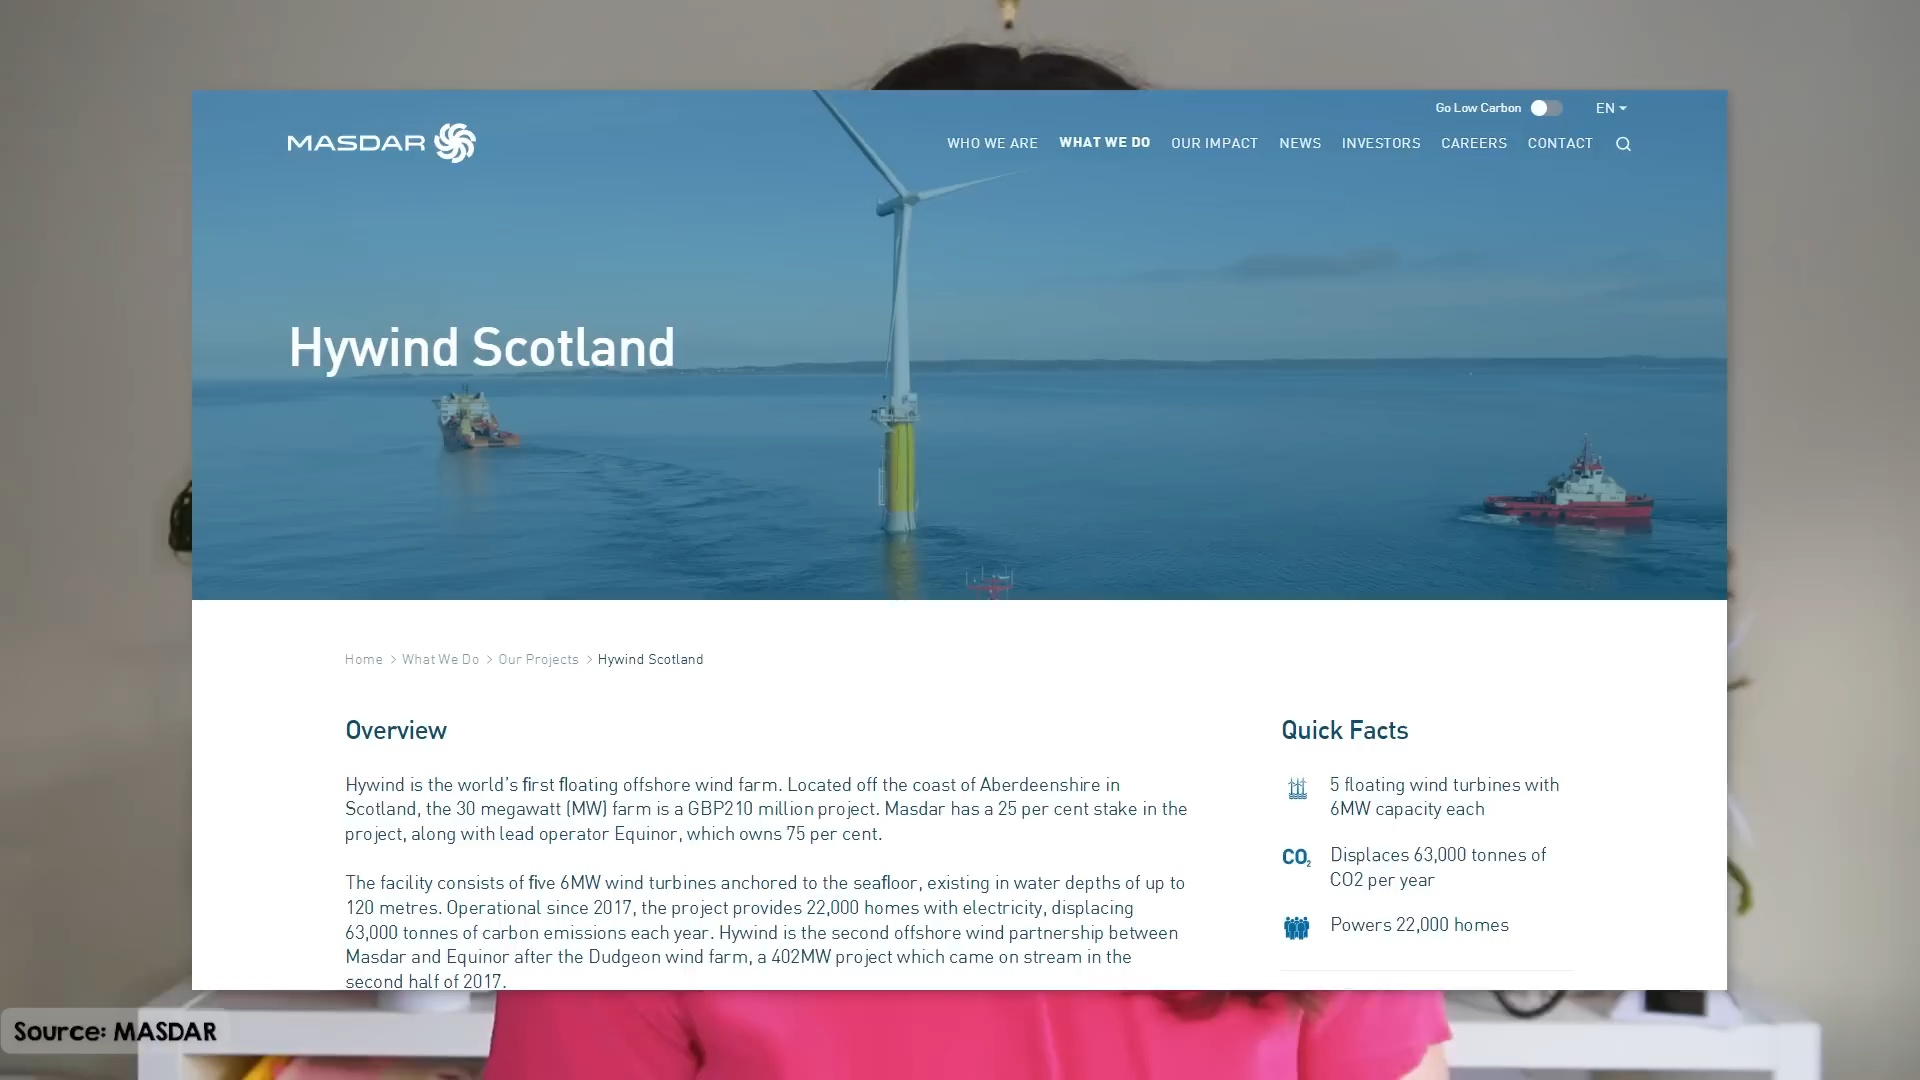 Go Low Carbon
EN
MASDAR
WHO WE ARE
WHAT WE DO
OUR IMPACT
NEWS
INVESTORS
CAREERS
CONTACT
Hywind Scotland
Home > What We Do > Our Projects > Hywind Scotland
Overview
Hywind is the world's first floating offshore wind farm. Located off the coast of Aberdeenshire in
Scotland, the 30 megawatt (MW) farm is a GBP210 million project. Masdar has a 25 per cent stake in the
project, along with lead operator Equinor, which owns 75 per cent.
The facility consists of five 6MW wind turbines anchored to the seafloor, existing in water depths of up to
120 metres. Operational since 2017, the project provides 22,000 homes with electricity, displacing
63,000 tonnes of carbon emissions each year. Hywind is the second offshore wind partnership between
Masdar and Equinor after the Dudgeon wind farm, a 402MW project which came on stream in the
second half of 2017.
Quick Facts
5 floating wind turbines with
6MW capacity each
CO2
Displaces 63,000 tonnes of
CO2 per year
Powers 22,000 homes
Source: MASDAR